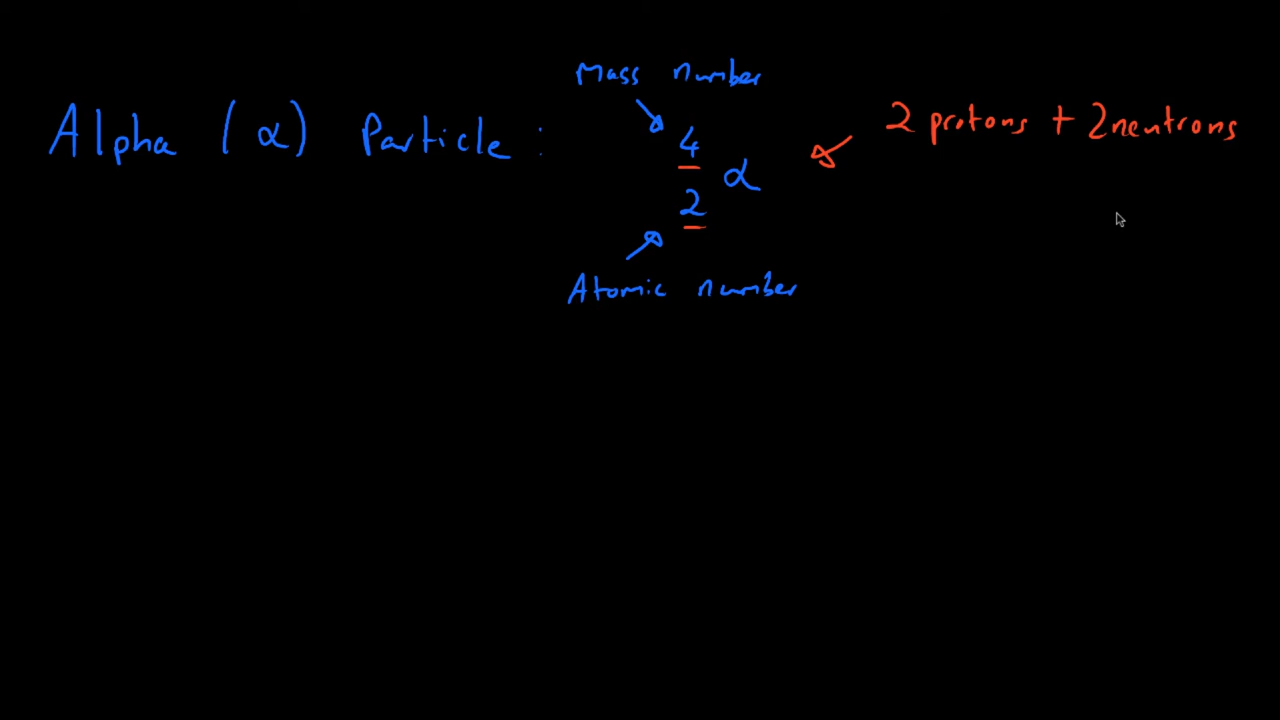 Mass number
Alpha (α) Particle :
4
2
α
2 protons + 2 neutrons
Atomic number